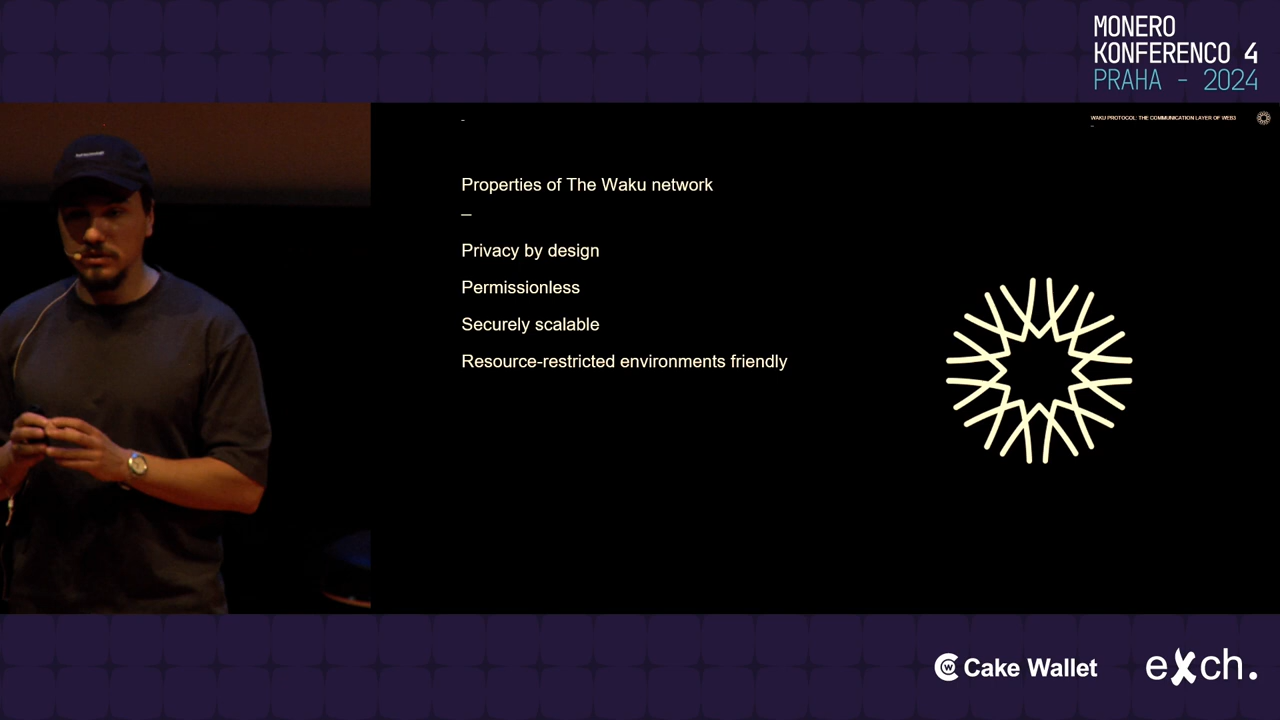 MONERO
KONFERENCO 4
PRAHA - 2024
WAKU PROTOCOL: THE COMMUNICATION LAYER OF WEB3
Properties of The Waku network
—
Privacy by design
Permissionless
Securely scalable
Resource-restricted environments friendly
Cake Wallet
eXch.